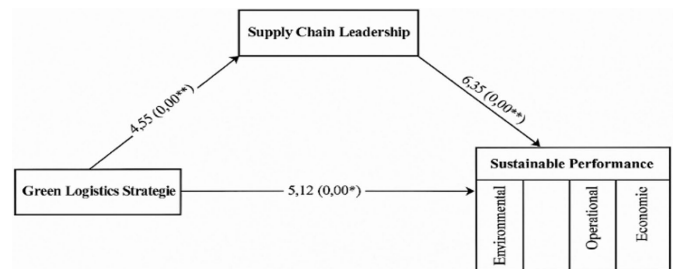 Supply Chain Leadership
4,55 (0,00**)
6,35 (0,00**)
Sustainable Performance
Green Logistics Strategie
5,12 (0,00*)
Environmental
Operational
Economic